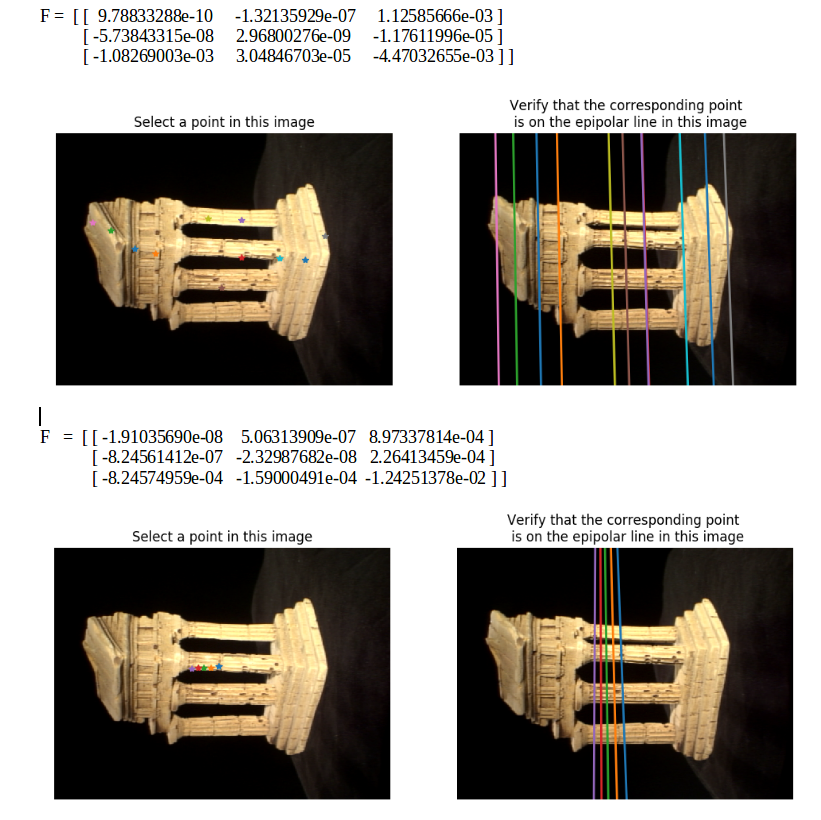 F = [ [ 9.78833288e-10 -1.32135929e-07 1.12585666e-03 ]
[ -5.73843315e-08 2.96800276e-09 -1.17611996e-05 ]
[ -1.08269003e-03 3.04846703e-05 -4.47032655e-03 ] ]
Select a point in this image
Verify that the corresponding point
is on the epipolar line in this image
F = [ [ -1.91035690e-08 5.06313909e-07 8.97337814e-04 ]
[ -8.24561412e-07 -2.32987682e-08 2.26413459e-04 ]
[ -8.24574959e-04 -1.59000491e-04 -1.24251378e-02 ] ]
Select a point in this image
Verify that the corresponding point
is on the epipolar line in this image